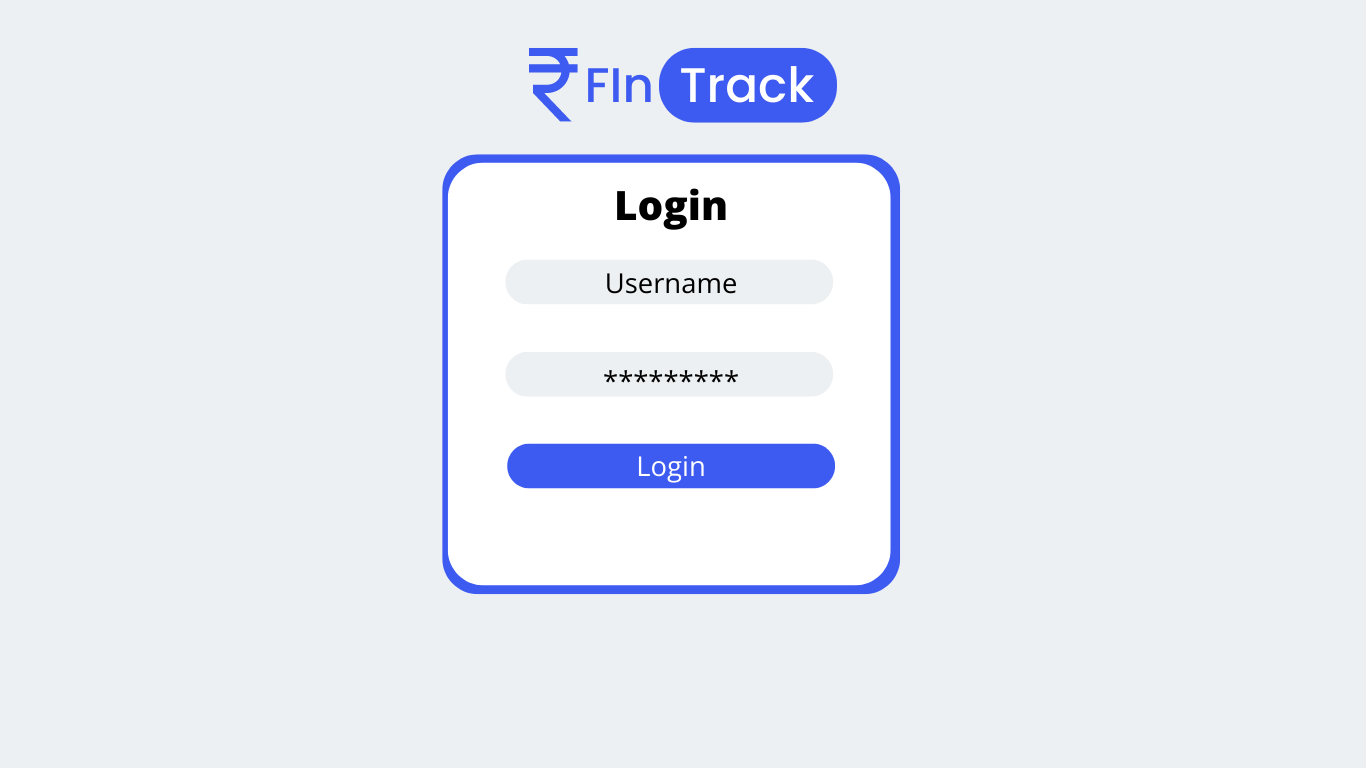 ₹ FIn Track
Login
Username
*********
Login